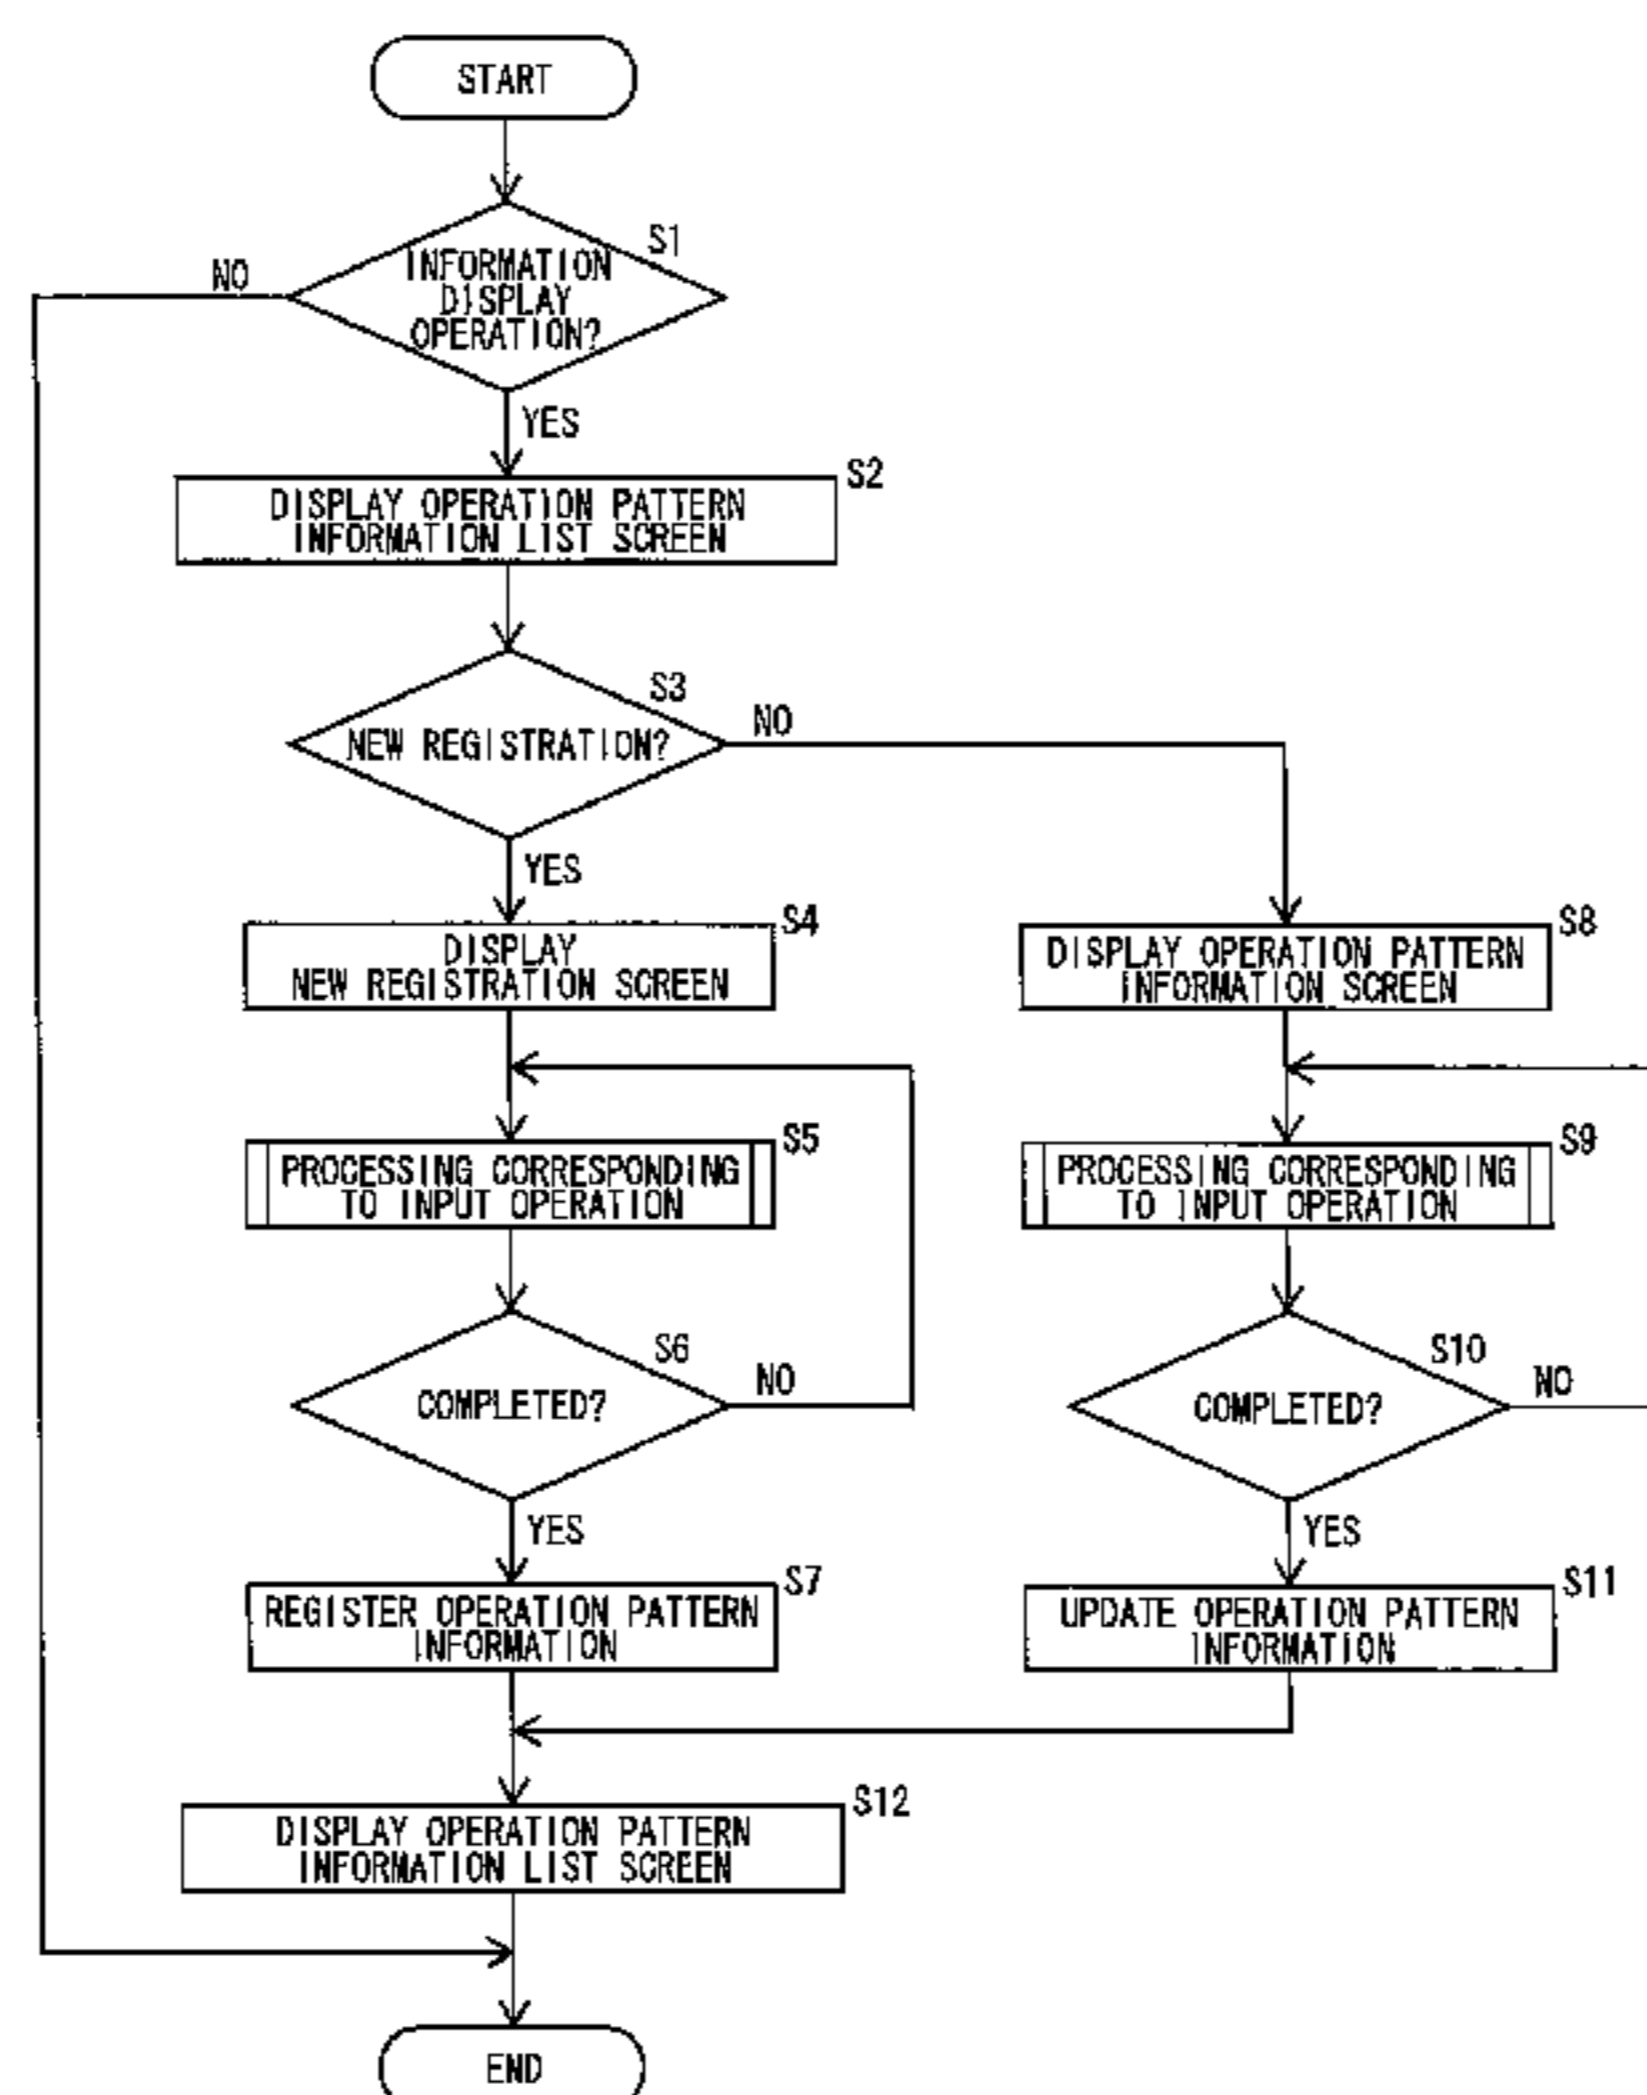 START
S1
INFORMATION
DISPLAY
OPERATION?
NO
YES
S2
DISPLAY OPERATION PATTERN
INFORMATION LIST SCREEN
S3
NEW REGISTRATION?
NO
YES
S4
DISPLAY
NEW REGISTRATION SCREEN
S8
DISPLAY OPERATION PATTERN
INFORMATION SCREEN
S5
PROCESSING CORRESPONDING
TO INPUT OPERATION
S9
PROCESSING CORRESPONDING
TO INPUT OPERATION
S6
COMPLETED?
NO
YES
S10
COMPLETED?
NO
YES
S7
REGISTER OPERATION PATTERN
INFORMATION
S11
UPDATE OPERATION PATTERN
INFORMATION
S12
DISPLAY OPERATION PATTERN
INFORMATION LIST SCREEN
END